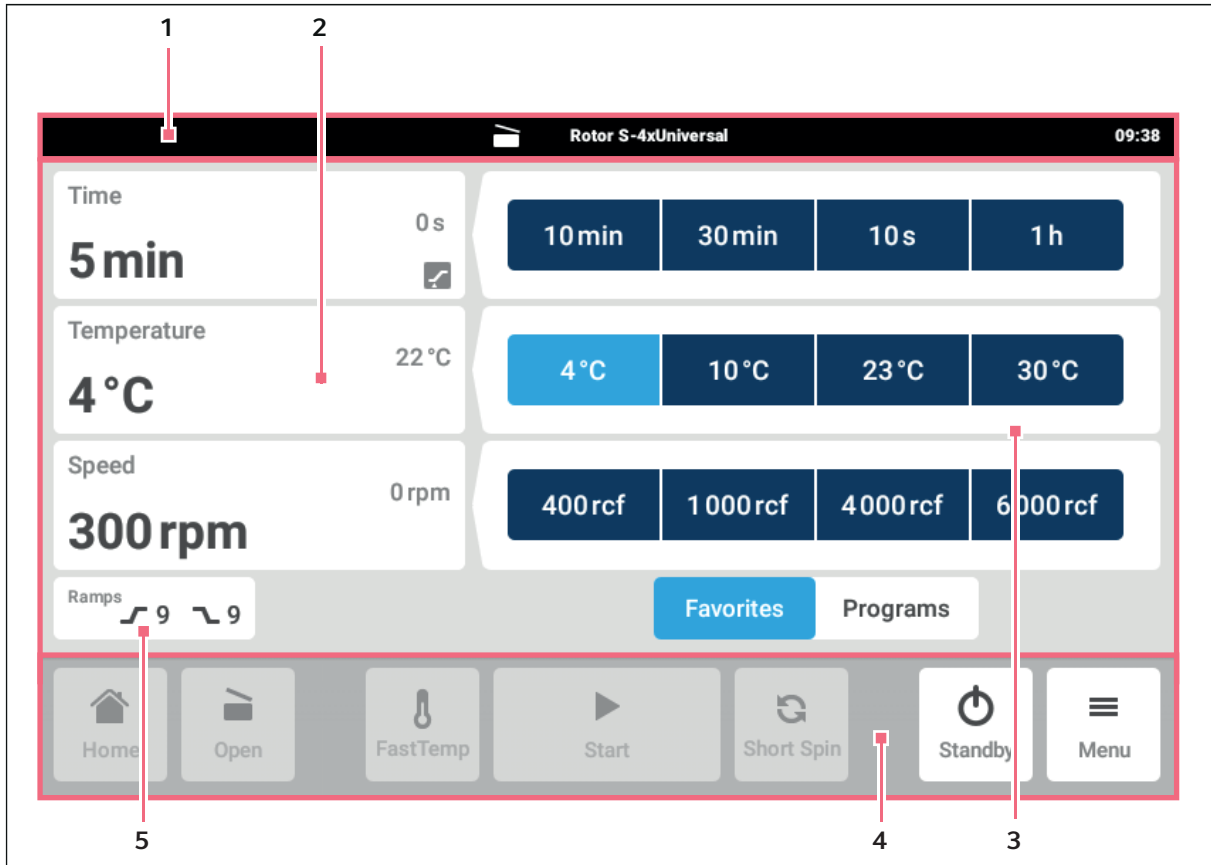 1 2
Rotor S-4xUniversal 09:38
Time
0 s
5 min
10 min 30 min 10 s 1 h
Temperature
22 °C
4 °C
4 °C 10 °C 23 °C 30 °C
Speed
0 rpm
300 rpm
400 rcf 1 000 rcf 4 000 rcf 6 000 rcf
Ramps
9 9
Favorites Programs
Home Open FastTemp Start Short Spin Standby Menu
5 4 3